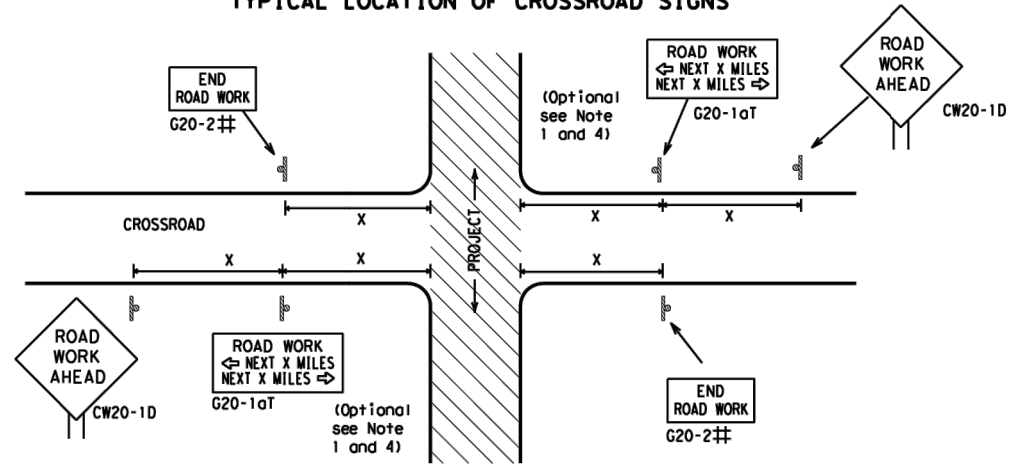 TYPICAL LOCATION OF CROSSROAD SIGNS
END
ROAD WORK
G20-2#
(Optional
see Note
1 and 4)
ROAD WORK
⇦ NEXT X MILES
NEXT X MILES ⇨
G20-1aT
ROAD
WORK
AHEAD
CW20-1D
X
X
X
CROSSROAD
PROJECT
X
X
X
ROAD
WORK
AHEAD
CW20-1D
ROAD WORK
⇦ NEXT X MILES
NEXT X MILES ⇨
G20-1aT
(Optional
see Note
1 and 4)
END
ROAD WORK
G20-2#